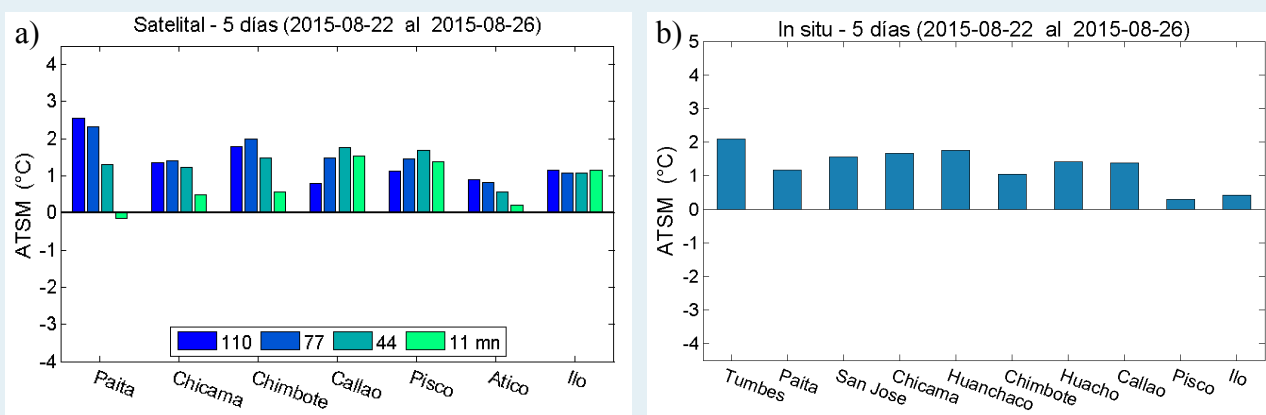 a)
Satelital - 5 días (2015-08-22 al 2015-08-26)
ATSM (°C)
4
3
2
1
0
-1
-2
-3
-4
110 77 44 11 mn
Paita Chicama Chimbote Callao Pisco Atico Ilo
b)
In situ - 5 días (2015-08-22 al 2015-08-26)
ATSM (°C)
5
4
3
2
1
0
-1
-2
-3
-4
Tumbes Paita San Jose Chicama Huanchaco Chimbote Huacho Callao Pisco Ilo